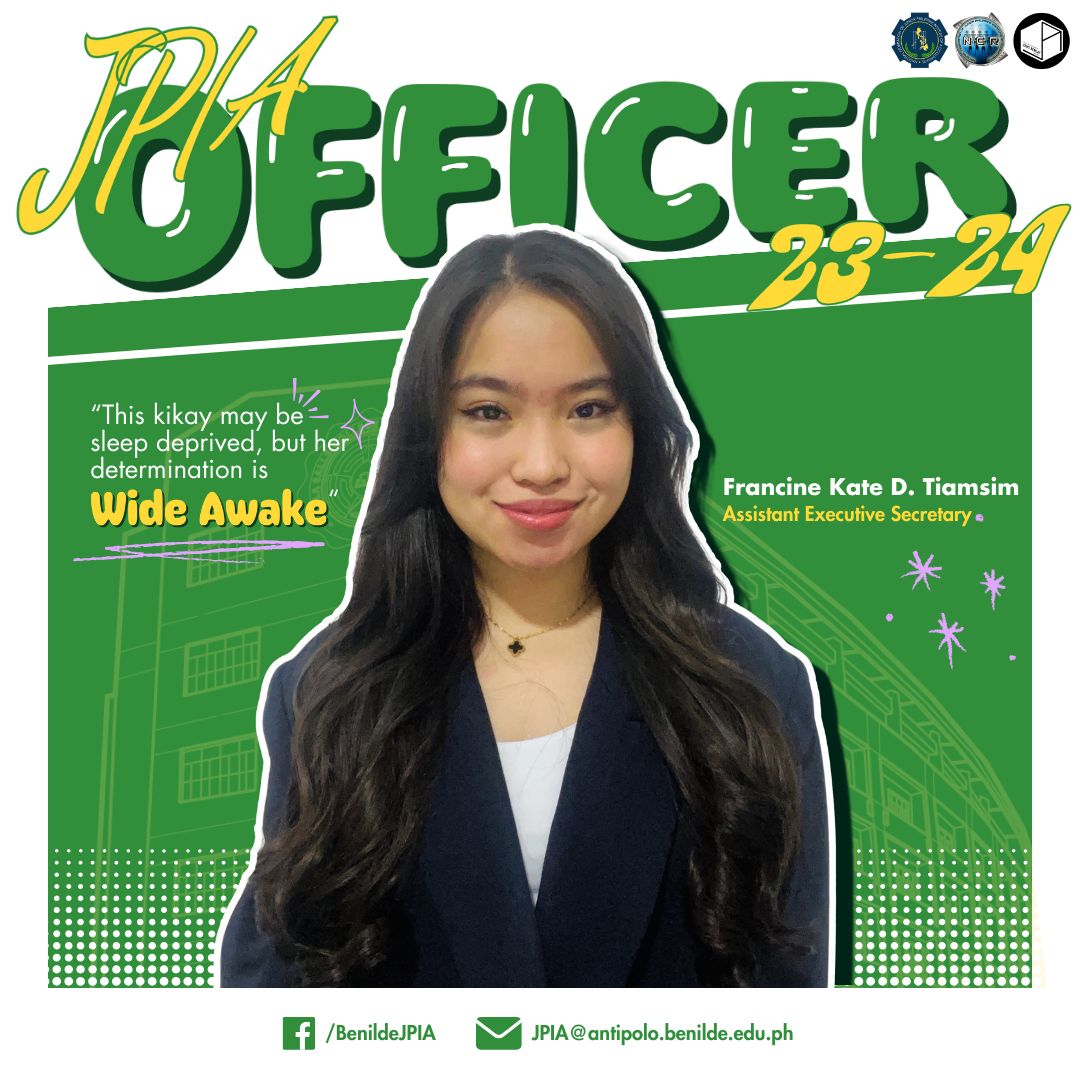 JPIA
OFFICER
23-24
“This kikay may be
sleep deprived, but her
determination is
Wide Awake“
Francine Kate D. Tiamsim
Assistant Executive Secretary
/BenildeJPIA
JPIA@antipolo.benilde.edu.ph
NCR